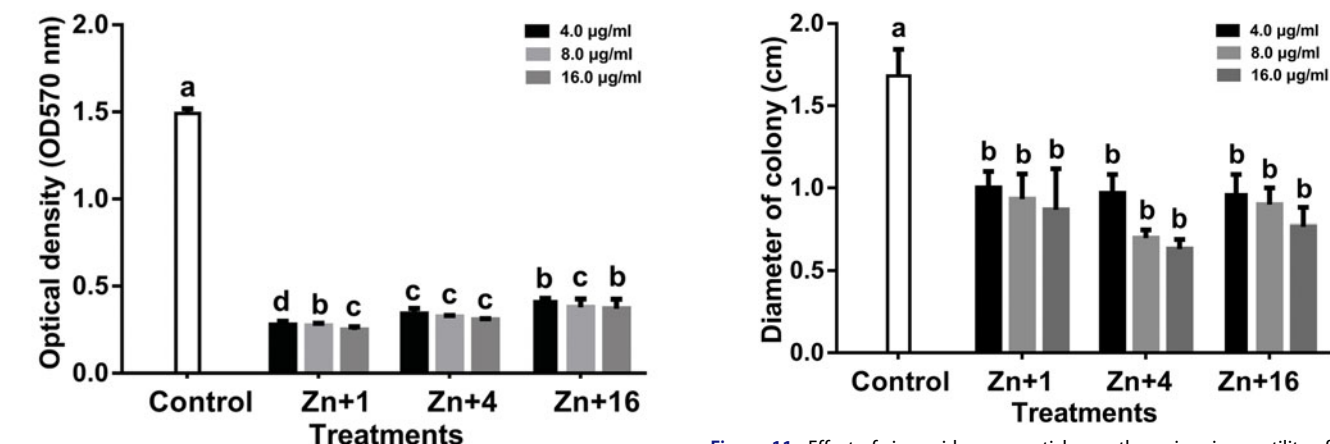 2.0
1.5
1.0
0.5
0.0
Optical density (OD570 nm)
4.0 µg/ml
8.0 µg/ml
16.0 µg/ml
a
d b c
c c c
b c b
Control Zn+1 Zn+4 Zn+16
Treatments
2.0
1.5
1.0
0.5
0.0
Diameter of colony (cm)
4.0 µg/ml
8.0 µg/ml
16.0 µg/ml
a
b b b
b b b
b b b
Control Zn+1 Zn+4 Zn+16
Treatments